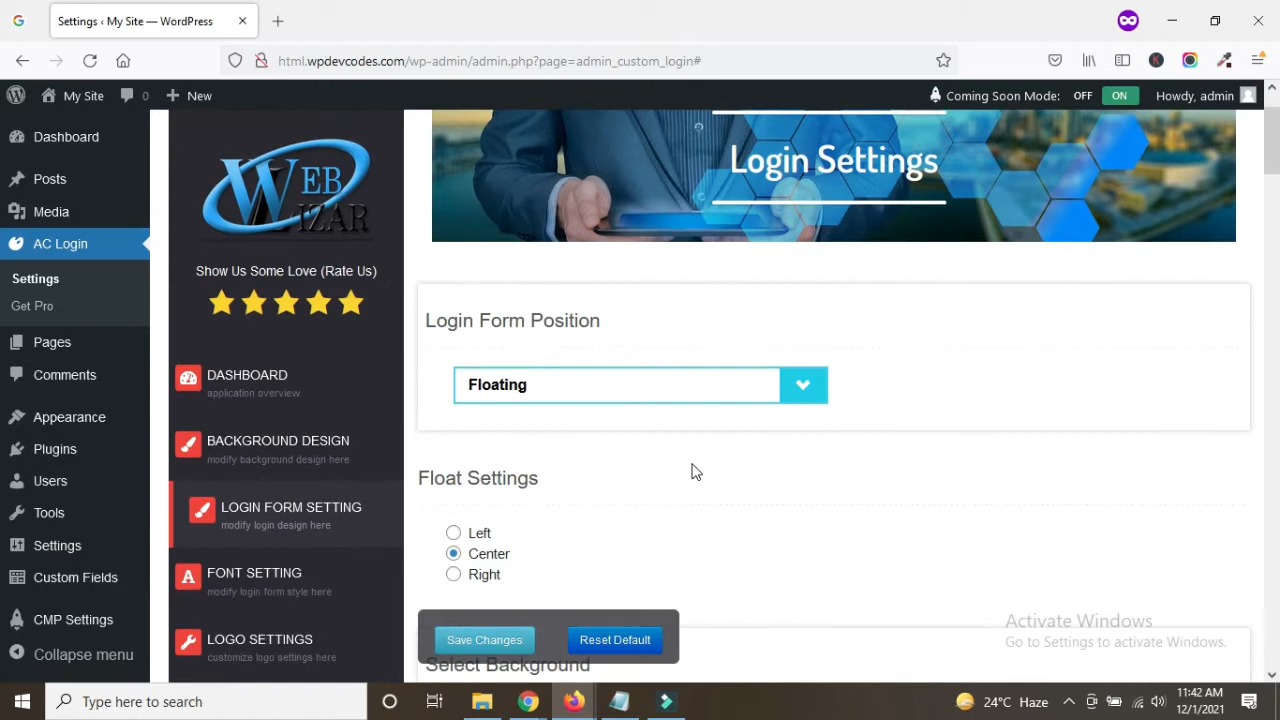 Settings ‹ My Site — WordPress
html.wpdevcodes.com/wp-admin/admin.php?page=admin_custom_login#
My Site
0
New
Coming Soon Mode:
OFF
ON
Howdy, admin
Dashboard
Posts
Media
AC Login
Settings
Get Pro
Pages
Comments
Appearance
Plugins
Users
Tools
Settings
Custom Fields
CMP Settings
Collapse menu
WEB
WIZAR
Show Us Some Love (Rate Us)
DASHBOARD
application overview
BACKGROUND DESIGN
modify background design here
LOGIN FORM SETTING
modify login design here
FONT SETTING
modify login form style here
LOGO SETTINGS
customize logo settings here
Login Settings
Login Form Position
Floating
Float Settings
Left
Center
Right
Save Changes
Reset Default
Select Background
Activate Windows
Go to Settings to activate Windows.
Type here to search
24°C Haze
11:42 AM
12/1/2021